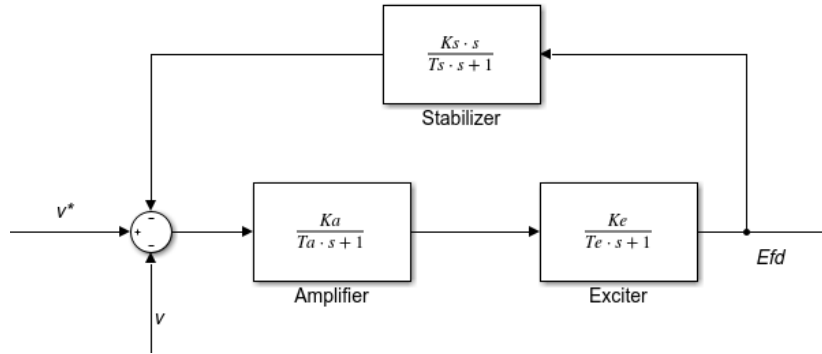 Ks · s
Ts · s + 1
Stabilizer
v*
−
+
−
Ka
Ta · s + 1
Amplifier
Ke
Te · s + 1
Exciter
Efd
v